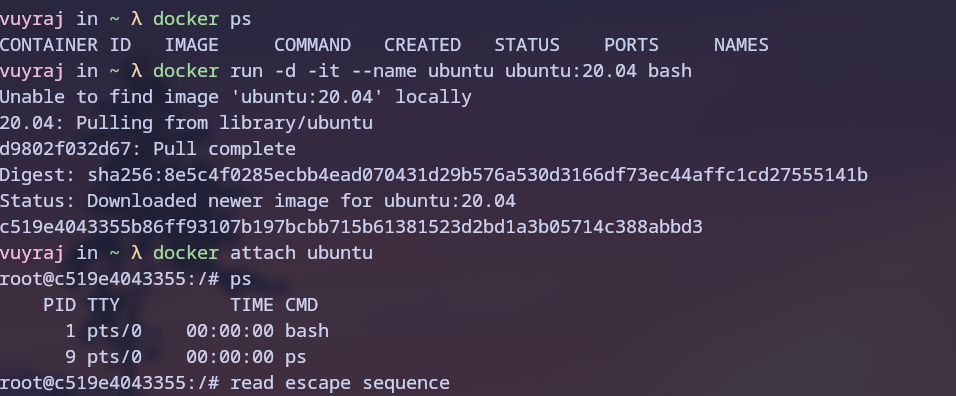 vuyraj in ~ λ docker ps
CONTAINER ID   IMAGE     COMMAND   CREATED   STATUS    PORTS     NAMES
vuyraj in ~ λ docker run -d -it --name ubuntu ubuntu:20.04 bash
Unable to find image 'ubuntu:20.04' locally
20.04: Pulling from library/ubuntu
d9802f032d67: Pull complete
Digest: sha256:8e5c4f0285ecbb4ead070431d29b576a530d3166df73ec44affc1cd27555141b
Status: Downloaded newer image for ubuntu:20.04
c519e4043355b86ff93107b197bcbb715b61381523d2bd1a3b05714c388abbd3
vuyraj in ~ λ docker attach ubuntu
root@c519e4043355:/# ps
    PID TTY          TIME CMD
      1 pts/0    00:00:00 bash
      9 pts/0    00:00:00 ps
root@c519e4043355:/# read escape sequence